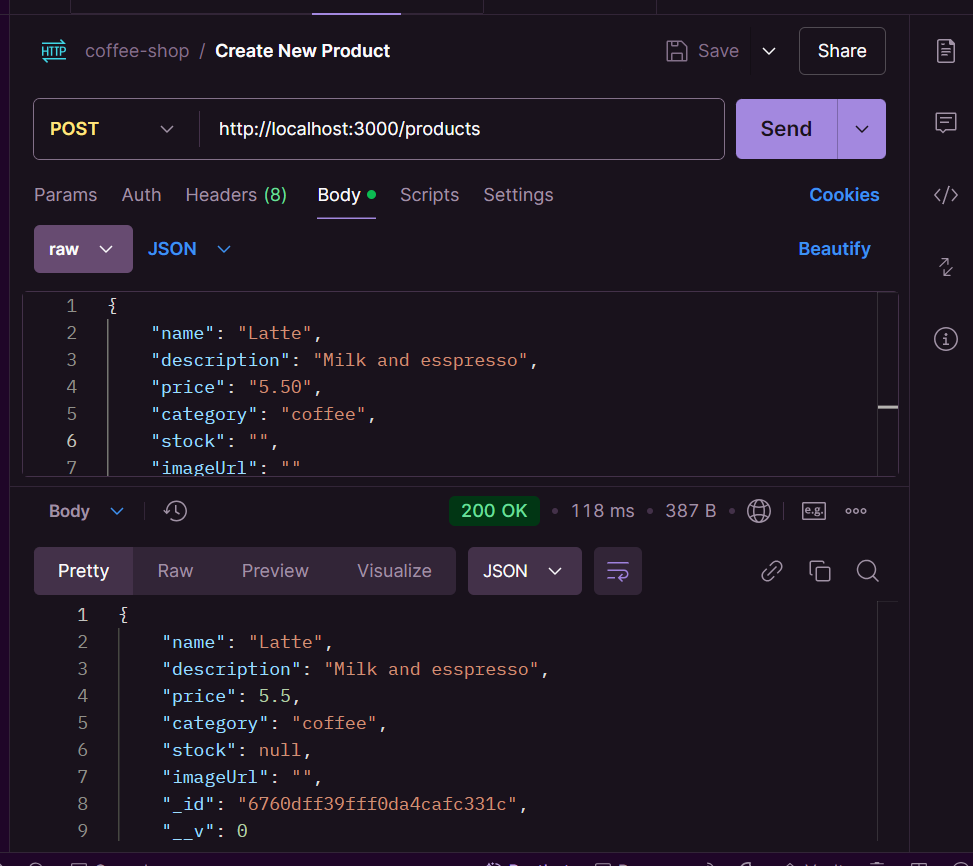 HTTP coffee-shop / Create New Product Save Share
POST http://localhost:3000/products Send
Params Auth Headers (8) Body Scripts Settings Cookies
raw JSON Beautify
1 {
2 "name": "Latte",
3 "description": "Milk and esspresso",
4 "price": "5.50",
5 "category": "coffee",
6 "stock": "",
7 "imageUrl": ""
Body 200 OK • 118 ms • 387 B • e.g.
Pretty Raw Preview Visualize JSON
1 {
2 "name": "Latte",
3 "description": "Milk and esspresso",
4 "price": 5.5,
5 "category": "coffee",
6 "stock": null,
7 "imageUrl": "",
8 "_id": "6760dff39fff0da4cafc331c",
9 "__v": 0